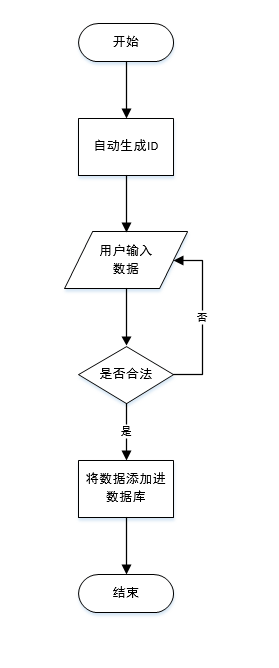 开始
自动生成ID
用户输入
数据
否
是否合法
是
将数据添加进
数据库
结束